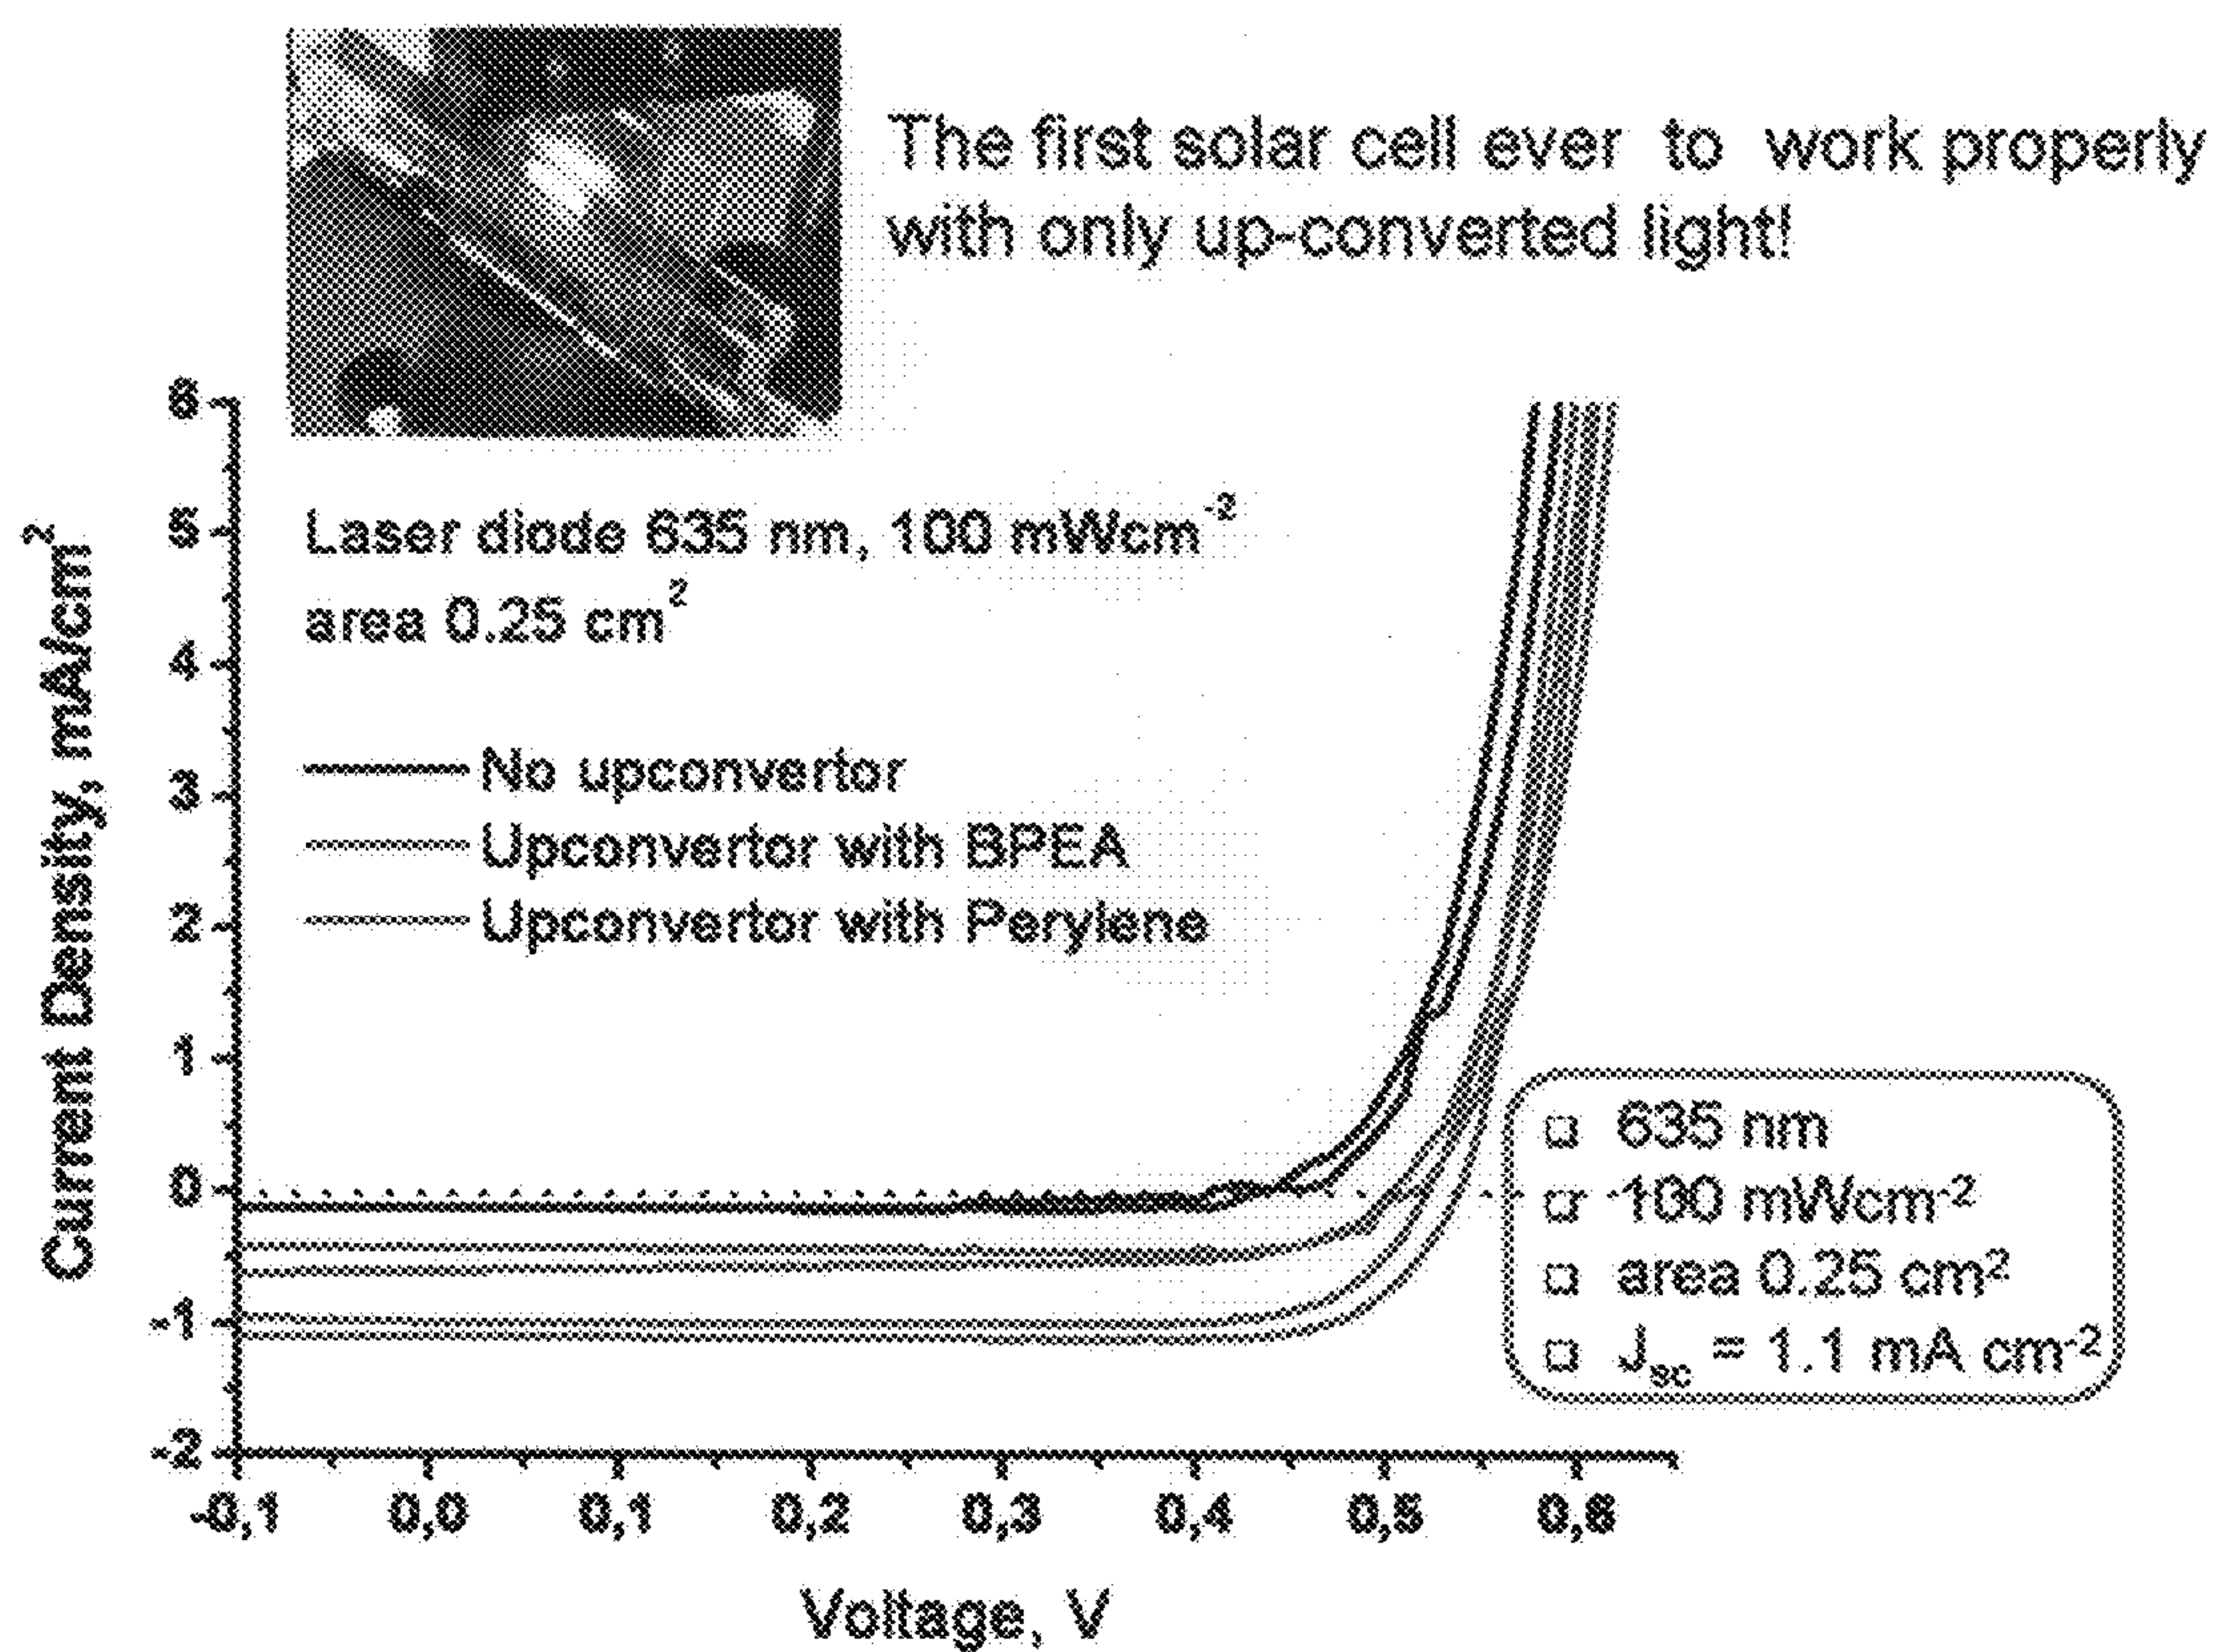 The first solar cell ever to work properly
with only up-converted light!
Laser diode 635 nm, 100 mWcm⁻²
area 0.25 cm²
No upconvertor
Upconvertor with BPEA
Upconvertor with Perylene
Current Density, mA/cm²
6
5
4
3
2
1
0
-1
-2
635 nm
100 mWcm⁻²
area 0.25 cm²
Jsc = 1.1 mA cm⁻²
-0,1 0,0 0,1 0,2 0,3 0,4 0,5 0,6
Voltage, V